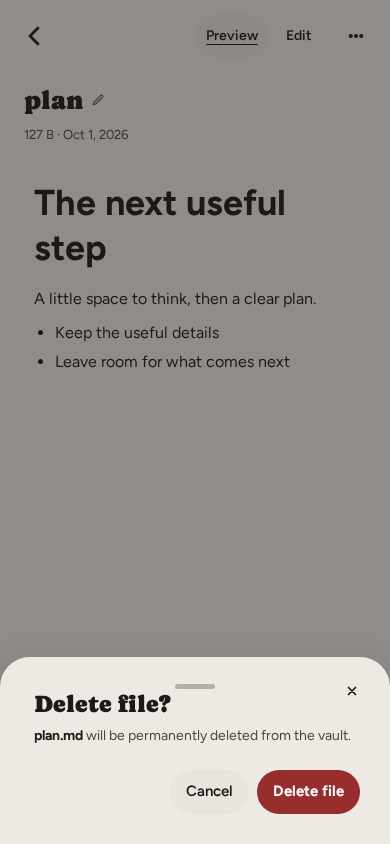 Preview Edit
plan
127 B · Oct 1, 2026
The next useful
step
A little space to think, then a clear plan.
• Keep the useful details
• Leave room for what comes next
Delete file?
plan.md will be permanently deleted from the vault.
Cancel Delete file